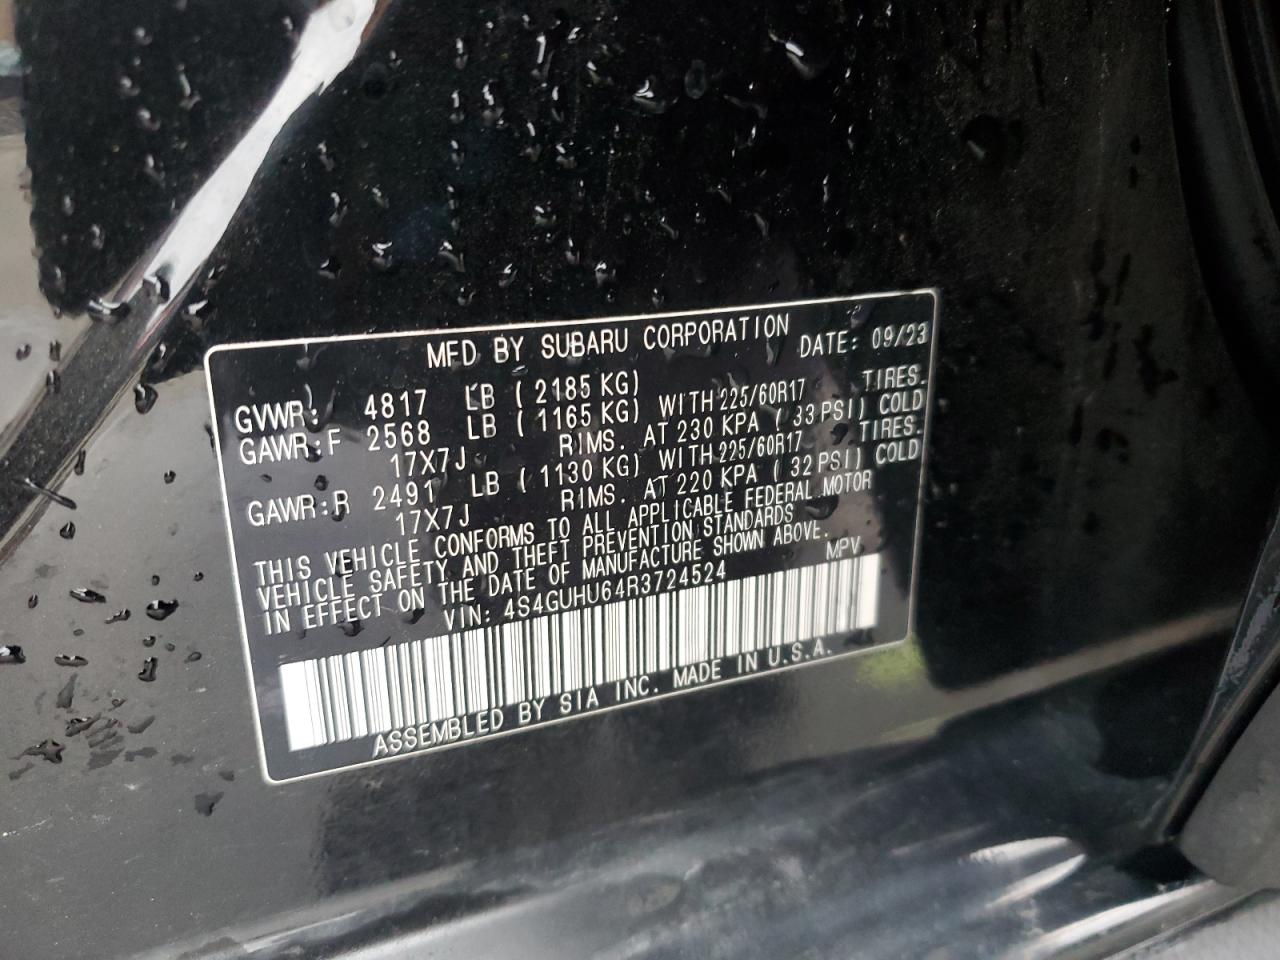 MFD BY SUBARU CORPORATION DATE: 09/23
GVWR: 4817 LB ( 2185 KG)
GAWR:F 2568 LB ( 1165 KG) WITH 225/60R17 TIRES.
17X7J RIMS. AT 230 KPA ( 33 PSI) COLD
GAWR:R 2491 LB ( 1130 KG) WITH 225/60R17 TIRES.
17X7J RIMS. AT 220 KPA ( 32 PSI) COLD
THIS VEHICLE CONFORMS TO ALL APPLICABLE FEDERAL MOTOR
VEHICLE SAFETY AND THEFT PREVENTION STANDARDS
IN EFFECT ON THE DATE OF MANUFACTURE SHOWN ABOVE.
VIN: 4S4GUHU64R3724524 MPV
ASSEMBLED BY SIA INC. MADE IN U.S.A.